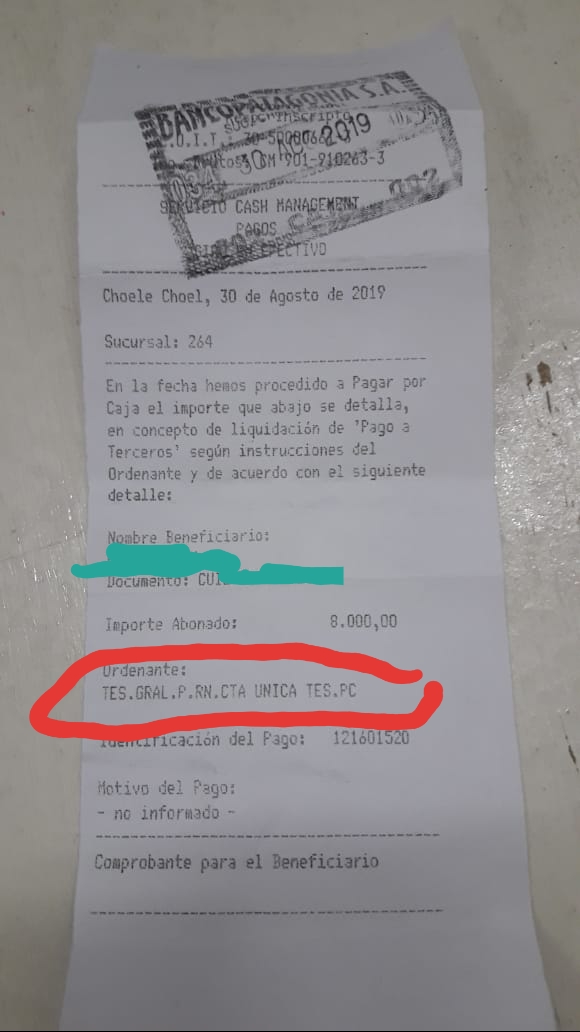 BANCO PATAGONIA S.A.
30 AGO 2019
SERVICIO CASH MANAGEMENT
PAGOS
EFECTIVO
Choele Choel, 30 de Agosto de 2019
Sucursal: 264
En la fecha hemos procedido a Pagar por
Caja el importe que abajo se detalla,
en concepto de liquidación de 'Pago a
Terceros' según instrucciones del
Ordenante y de acuerdo con el siguiente
detalle:
Nombre Beneficiario:
Documento:
Importe Abonado: 8.000,00
Ordenante:
TES.GRAL.P.RN.CTA UNICA TES.PC
Identificación del Pago: 121601520
Motivo del Pago:
- no informado -
Comprobante para el Beneficiario